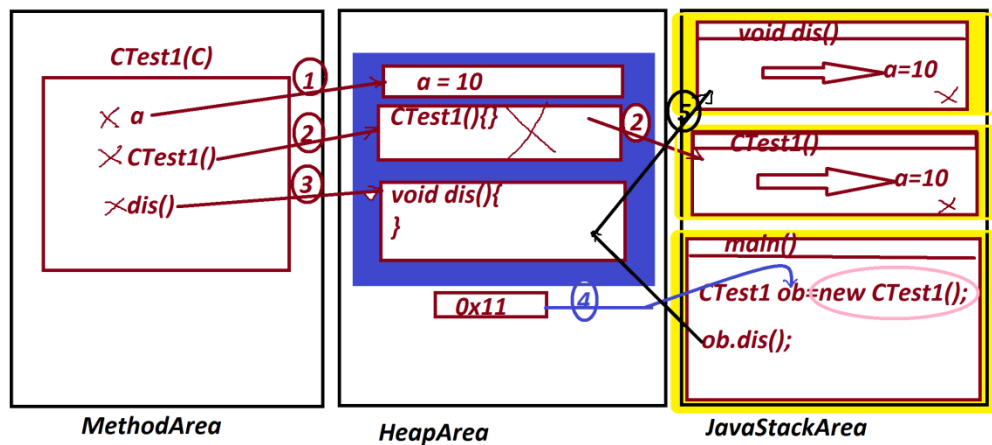 CTest1(C)
a
CTest1()
dis()
1
2
3
MethodArea
a = 10
CTest1(){}
2
void dis(){
}
0x11
4
HeapArea
void dis()
a=10
5
CTest1()
a=10
main()
CTest1 ob=new CTest1();
ob.dis();
JavaStackArea